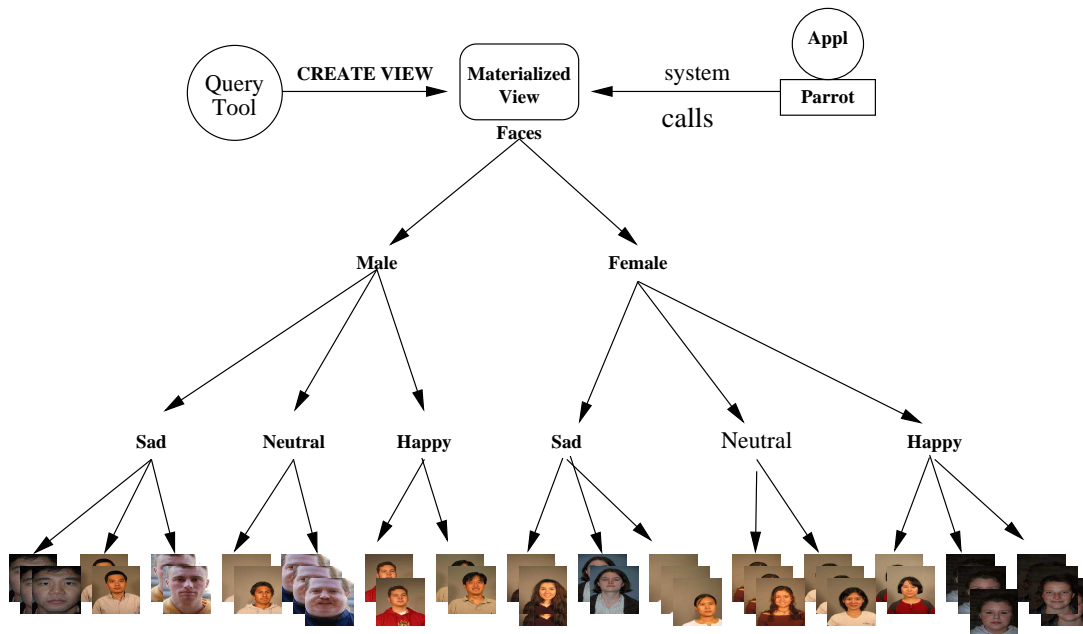 Appl
Query
Tool
CREATE VIEW
Materialized
View
system
calls
Parrot
Faces
Male
Female
Sad
Neutral
Happy
Sad
Neutral
Happy